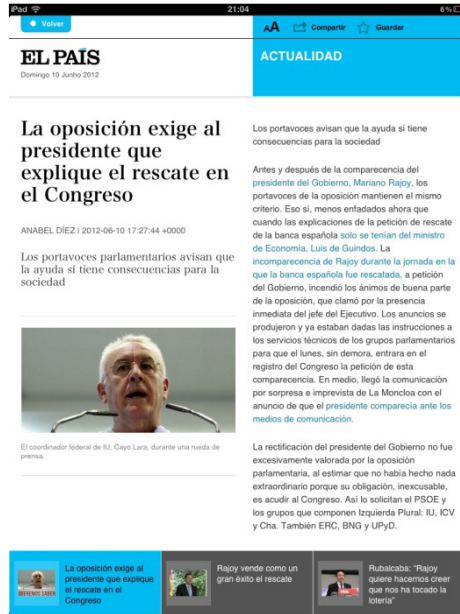 iPad
21:04
6%
Volver
AA
Compartir
Guardar
EL PAÍS
Domingo 10 Junho 2012
ACTUALIDAD
La oposición exige al
presidente que
explique el rescate en
el Congreso
ANABEL DÍEZ | 2012-06-10 17:27:44 +0000
Los portavoces parlamentarios avisan que
la ayuda sí tiene consecuencias para la
sociedad
El coordinador federal de IU, Cayo Lara, durante una rueda de
prensa.
Los portavoces avisan que la ayuda sí tiene
consecuencias para la sociedad
Antes y después de la comparecencia del
presidente del Gobierno, Mariano Rajoy, los
portavoces de la oposición mantienen el mismo
criterio. Eso sí, menos enfadados ahora que
cuando las explicaciones de la petición de rescate
de la banca española solo se tenían del ministro
de Economía, Luis de Guindos. La
incomparecencia de Rajoy durante la jornada en la
que la banca española fue rescatada, a petición
del Gobierno, incendió los ánimos de buena parte
de la oposición, que clamó por la presencia
inmediata del jefe del Ejecutivo. Los anuncios se
produjeron y ya estaban dadas las instrucciones a
los servicios técnicos de los grupos parlamentarios
para que el lunes, sin demora, entrara en el
registro del Congreso la petición de esta
comparecencia. En medio, llegó la comunicación
por sorpresa e imprevista de La Moncloa con el
anuncio de que el presidente comparecía ante los
medios de comunicación.
La rectificación del presidente del Gobierno no fue
excesivamente valorada por la oposición
parlamentaria, al estimar que no había hecho nada
extraordinario porque su obligación, inexcusable,
es acudir al Congreso. Así lo solicitan el PSOE y
los grupos que componen Izquierda Plural: IU, ICV
y Cha. También ERC, BNG y UPyD.
La oposición exige al
presidente que explique
el rescate en el
Congreso
Rajoy vende como un
gran éxito el rescate
Rubalcaba: "Rajoy
quiere hacernos creer
que nos ha tocado la
lotería"